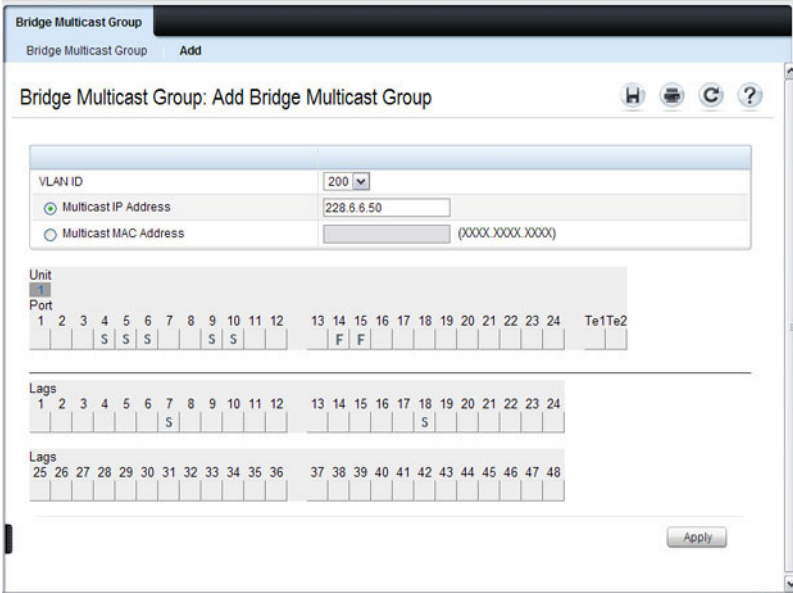 Bridge Multicast Group
Bridge Multicast Group Add
Bridge Multicast Group: Add Bridge Multicast Group
VLAN ID 200
Multicast IP Address 228.6.6.50
Multicast MAC Address (XXXX.XXXX.XXXX)
Unit
1
Port
1 2 3 4 5 6 7 8 9 10 11 12 13 14 15 16 17 18 19 20 21 22 23 24 Te1Te2
S S S S S F F
Lags
1 2 3 4 5 6 7 8 9 10 11 12 13 14 15 16 17 18 19 20 21 22 23 24
S S
Lags
25 26 27 28 29 30 31 32 33 34 35 36 37 38 39 40 41 42 43 44 45 46 47 48
Apply